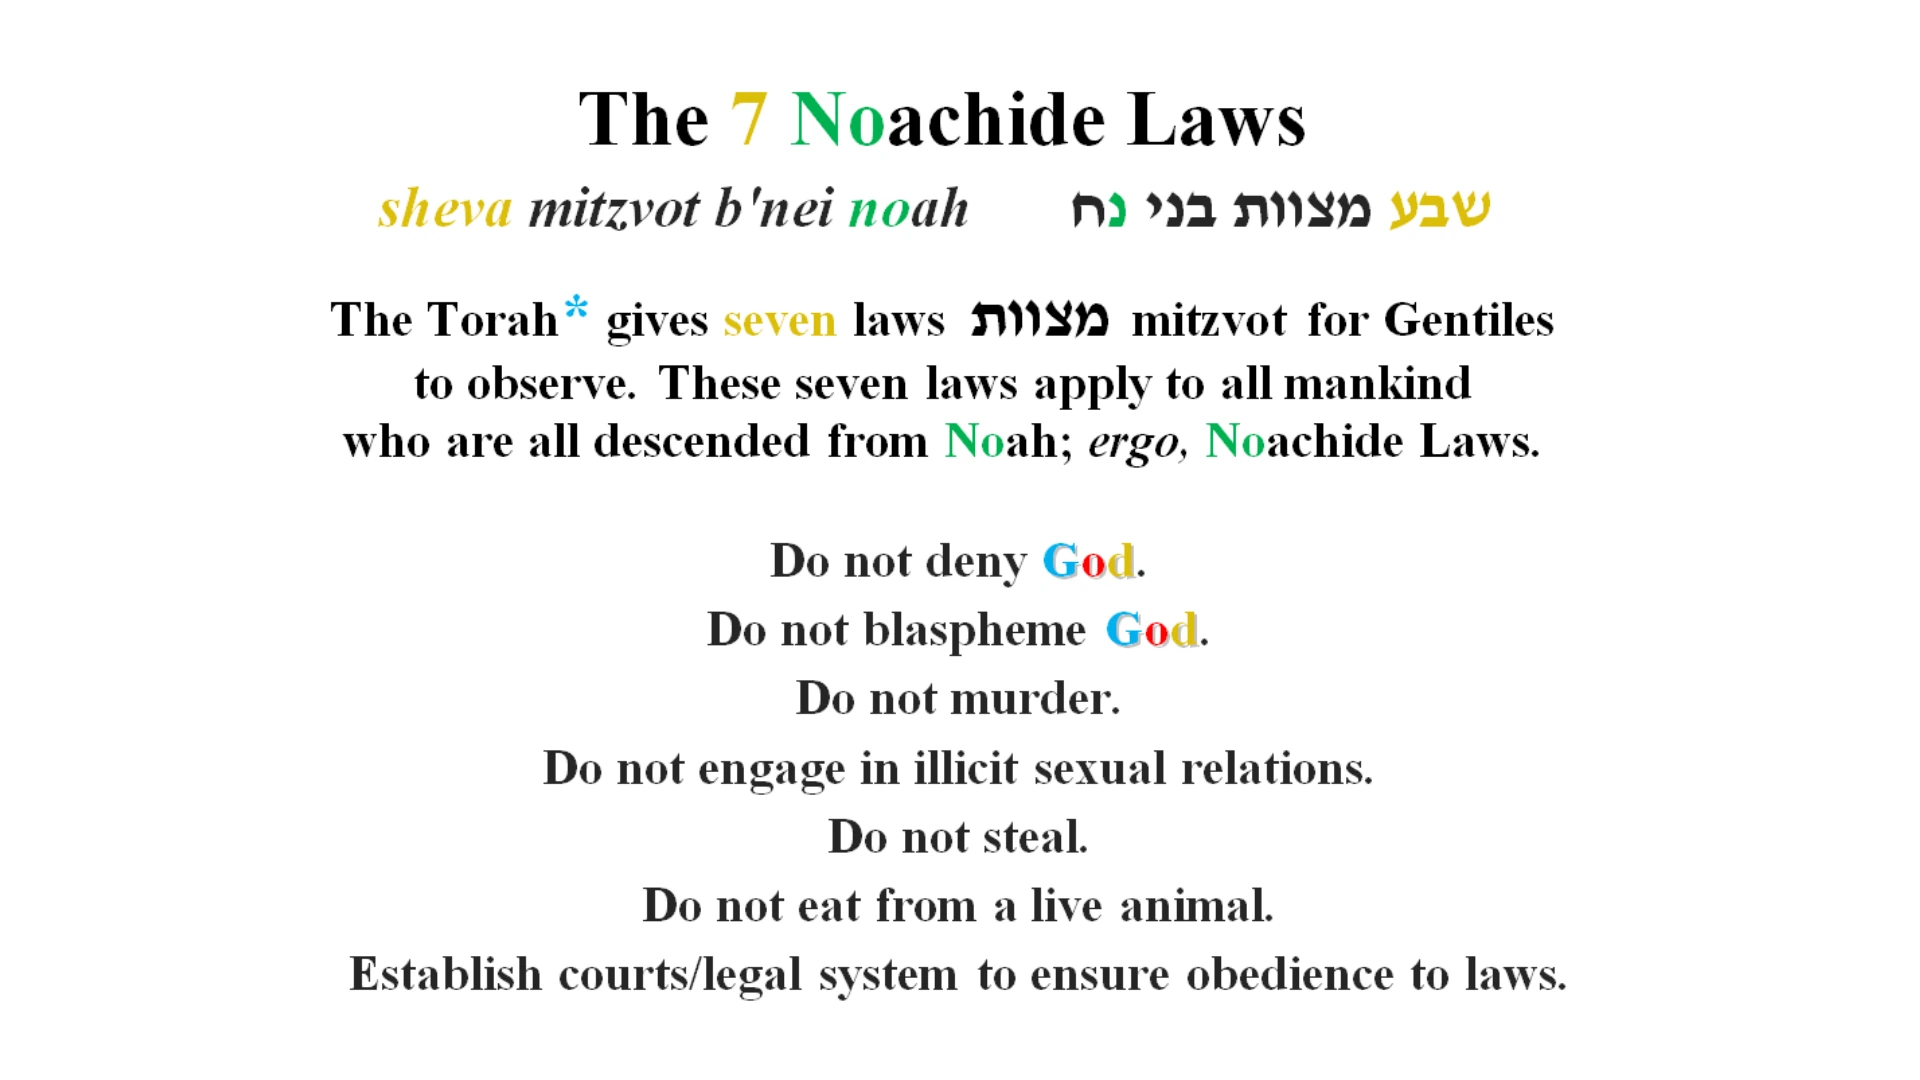 The 7 Noachide Laws
sheva mitzvot b'nei noah שבע מצוות בני נח
The Torah* gives seven laws מצוות mitzvot for Gentiles
to observe. These seven laws apply to all mankind
who are all descended from Noah; ergo, Noachide Laws.
Do not deny God.
Do not blaspheme God.
Do not murder.
Do not engage in illicit sexual relations.
Do not steal.
Do not eat from a live animal.
Establish courts/legal system to ensure obedience to laws.